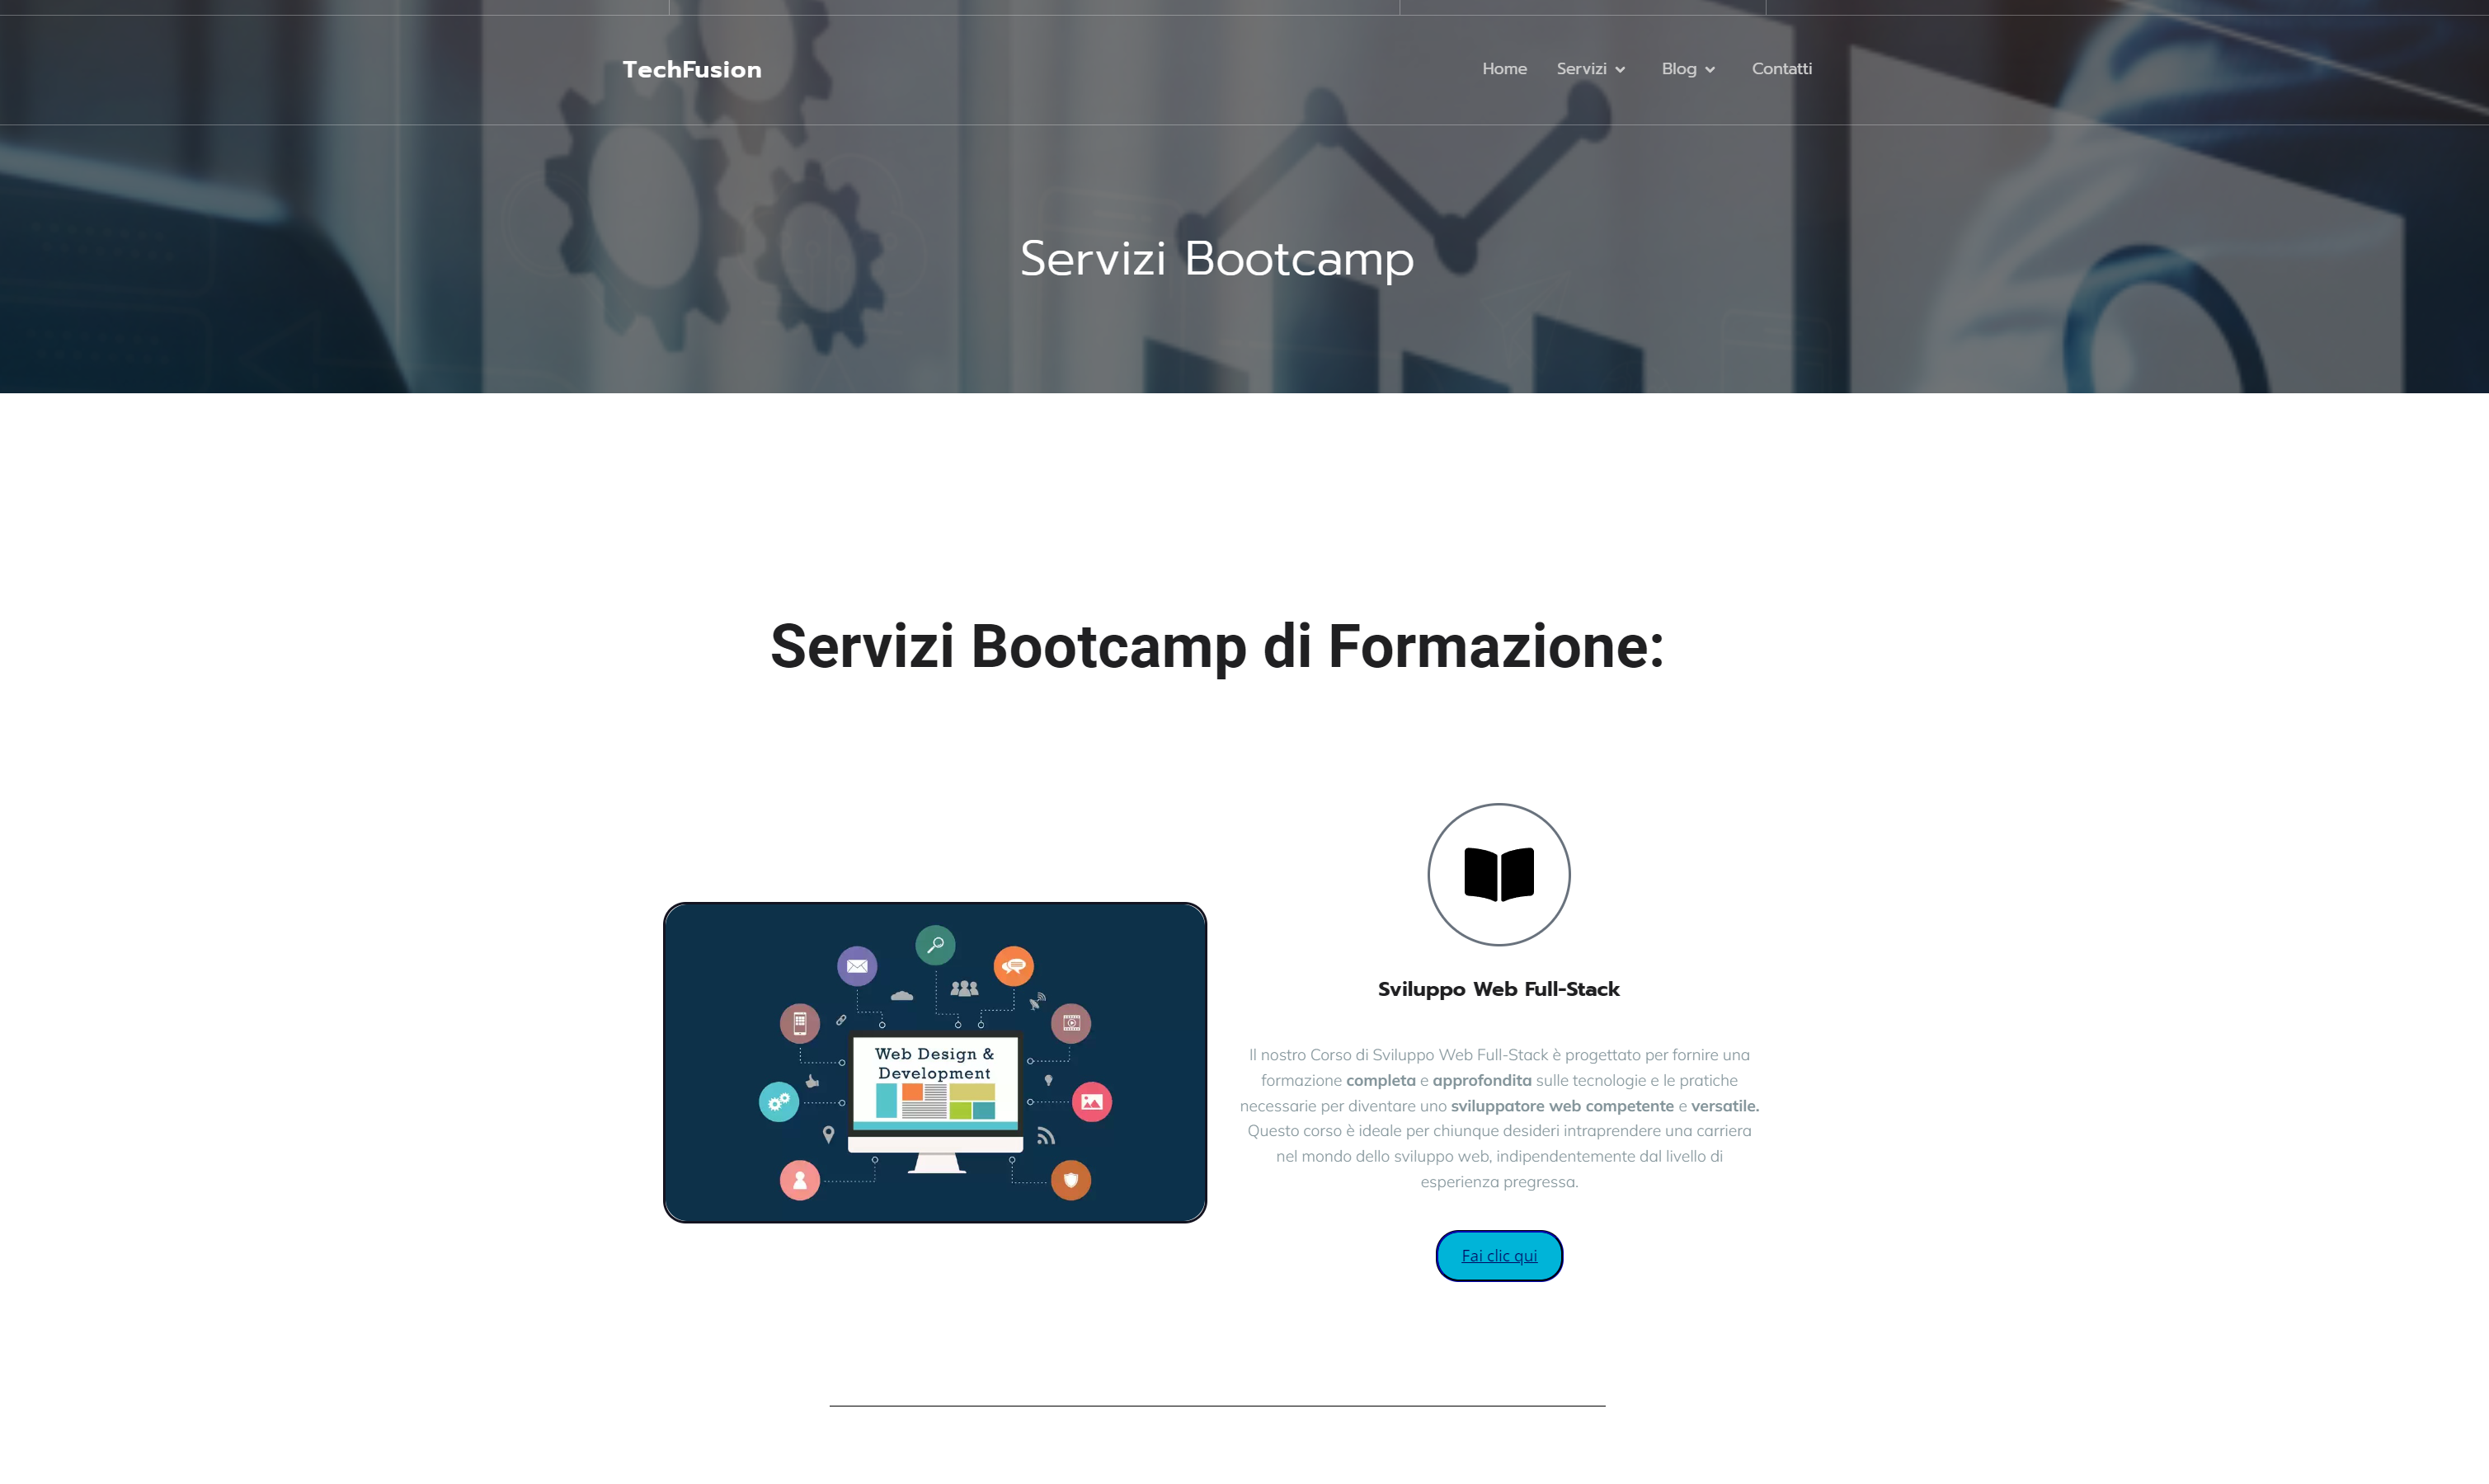 TechFusion
Home Servizi Blog Contatti
Servizi Bootcamp
Servizi Bootcamp di Formazione:
Web Design &
Development
Sviluppo Web Full-Stack
Il nostro Corso di Sviluppo Web Full-Stack è progettato per fornire una
formazione completa e approfondita sulle tecnologie e le pratiche
necessarie per diventare uno sviluppatore web competente e versatile.
Questo corso è ideale per chiunque desideri intraprendere una carriera
nel mondo dello sviluppo web, indipendentemente dal livello di
esperienza pregressa.
Fai clic qui